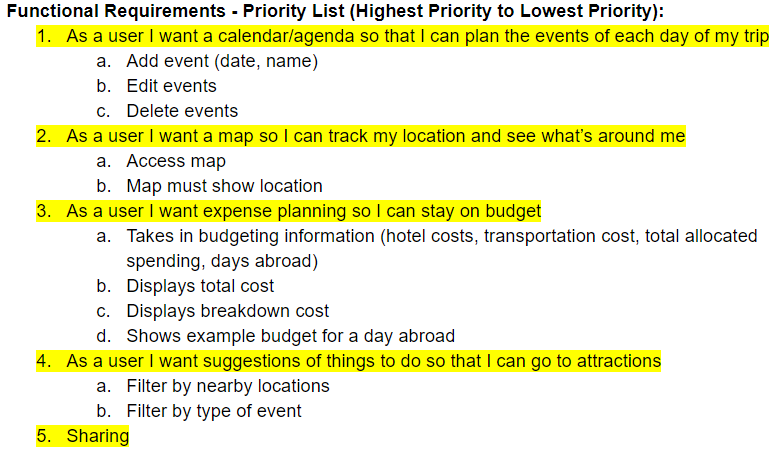 Functional Requirements - Priority List (Highest Priority to Lowest Priority):
1. As a user I want a calendar/agenda so that I can plan the events of each day of my trip
a. Add event (date, name)
b. Edit events
c. Delete events
2. As a user I want a map so I can track my location and see what's around me
a. Access map
b. Map must show location
3. As a user I want expense planning so I can stay on budget
a. Takes in budgeting information (hotel costs, transportation cost, total allocated
spending, days abroad)
b. Displays total cost
c. Displays breakdown cost
d. Shows example budget for a day abroad
4. As a user I want suggestions of things to do so that I can go to attractions
a. Filter by nearby locations
b. Filter by type of event
5. Sharing